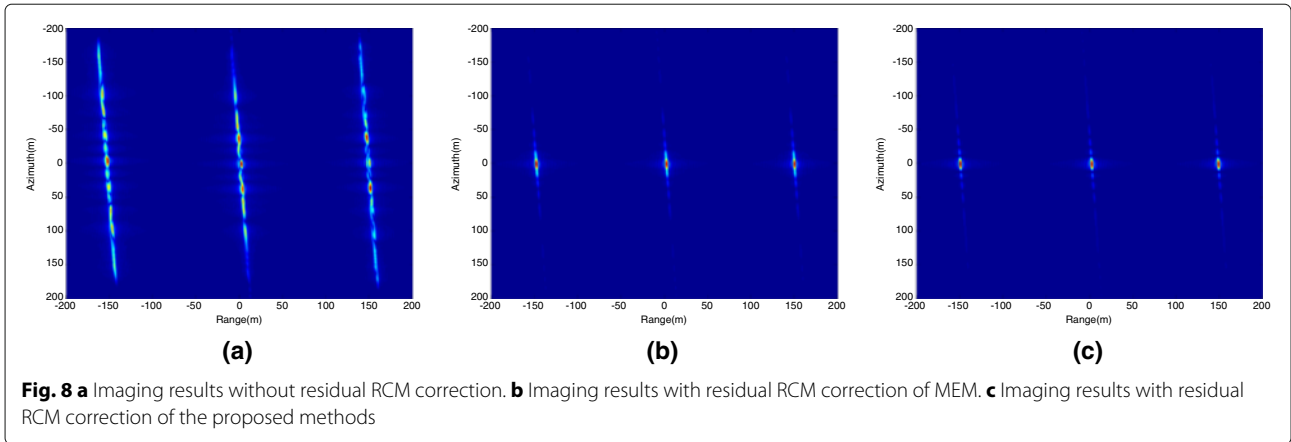 -200
-150
-100
-50
0
50
100
150
200
Azimuth(m)
-200 -150 -100 -50 0 50 100 150 200
Range(m)
(a)
-200
-150
-100
-50
0
50
100
150
200
Azimuth(m)
-200 -150 -100 -50 0 50 100 150 200
Range(m)
(b)
-200
-150
-100
-50
0
50
100
150
200
Azimuth(m)
-200 -150 -100 -50 0 50 100 150 200
Range(m)
(c)
Fig. 8 a Imaging results without residual RCM correction. b Imaging results with residual RCM correction of MEM. c Imaging results with residual
RCM correction of the proposed methods